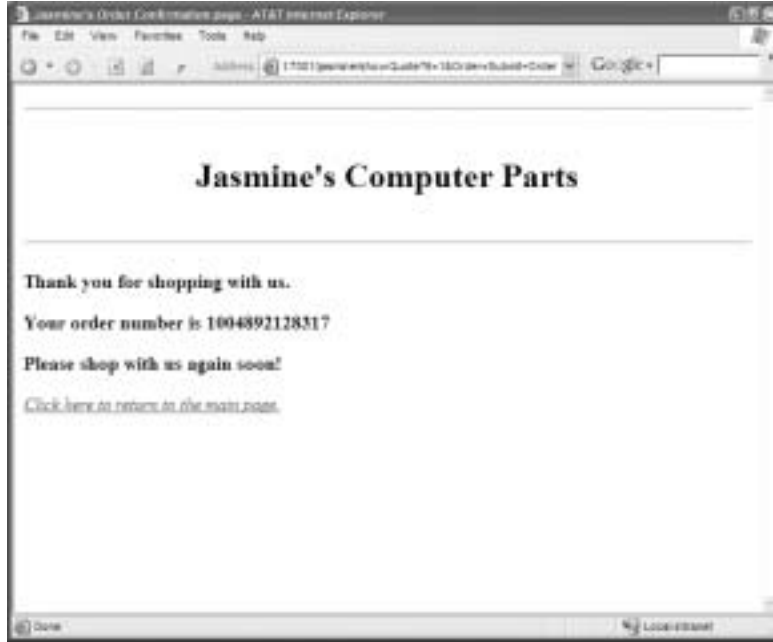 Jasmine's Order Confirmation page - AT&T Internet Explorer
File Edit View Favorites Tools Help
Address
Google
Jasmine's Computer Parts
Thank you for shopping with us.
Your order number is 1004892128317
Please shop with us again soon!
Click here to return to the main page.
Done
Local intranet